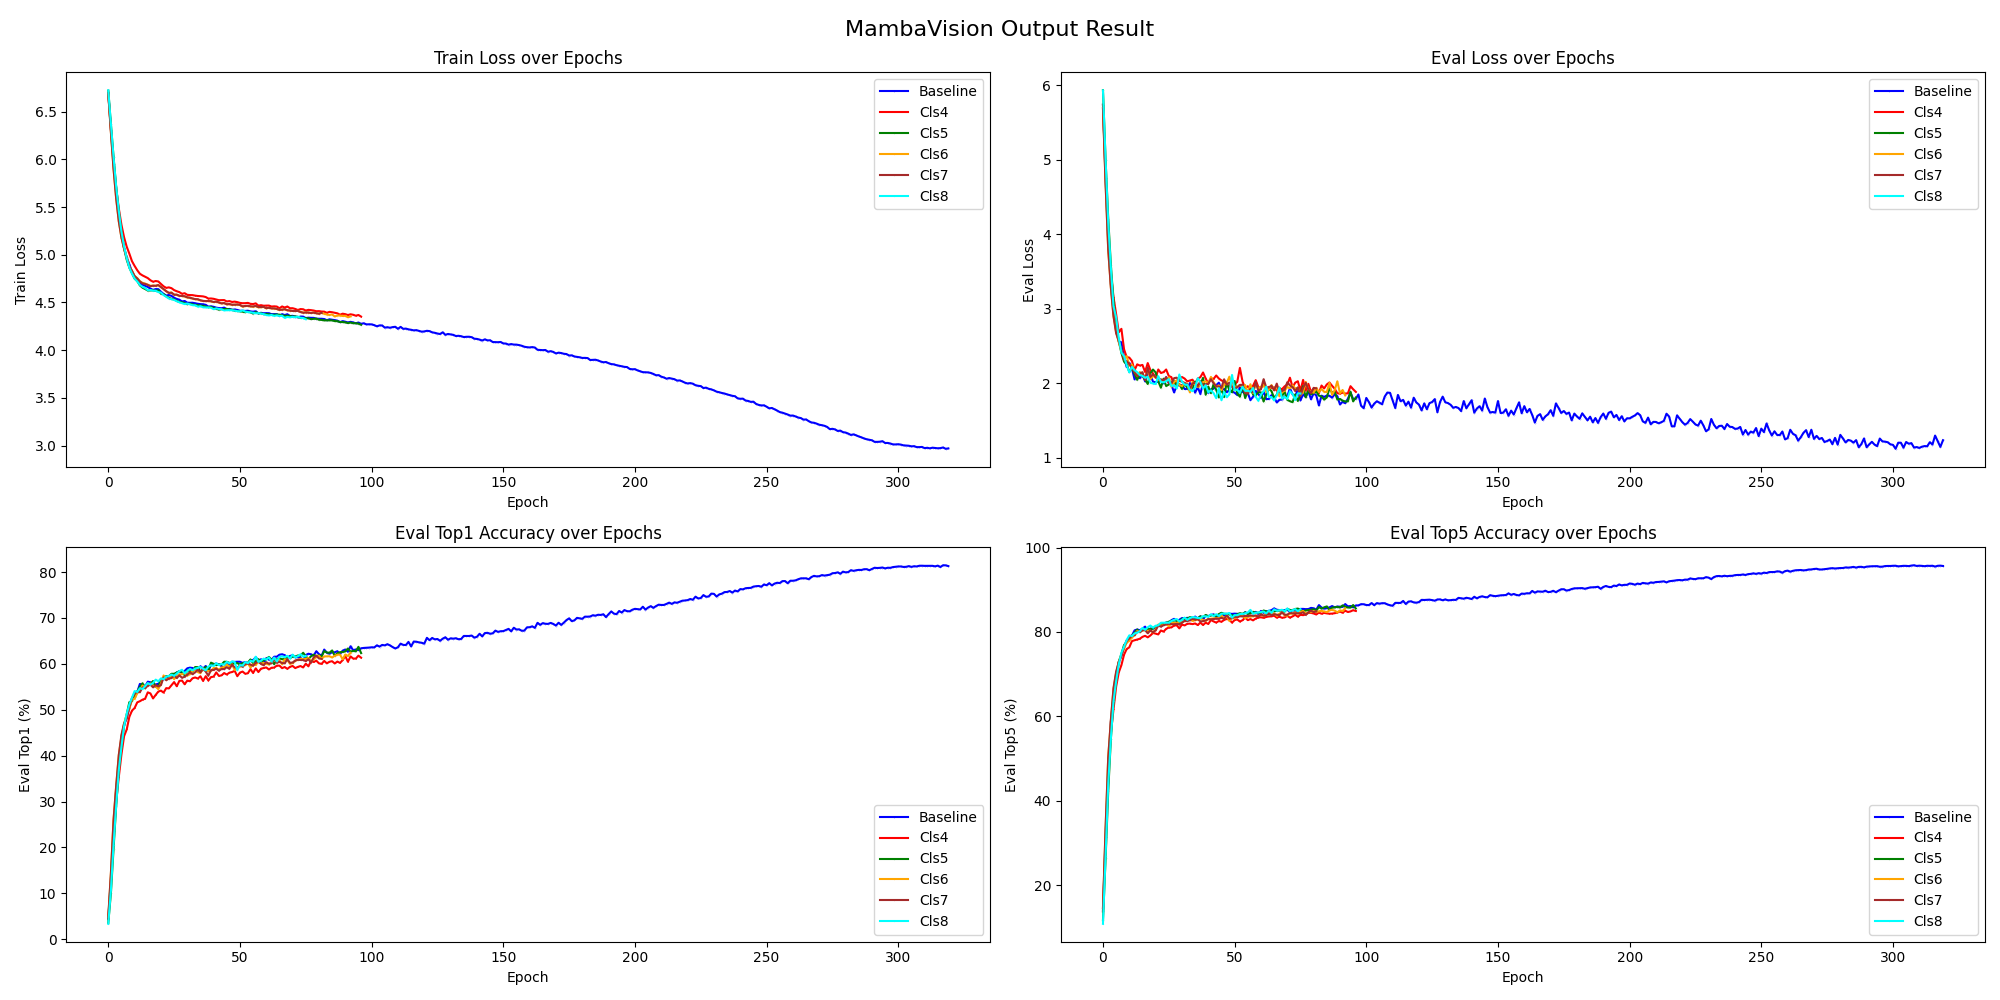 MambaVision Output Result
Train Loss over Epochs
Train Loss
6.5
6.0
5.5
5.0
4.5
4.0
3.5
3.0
0 50 100 150 200 250 300
Epoch
Baseline
Cls4
Cls5
Cls6
Cls7
Cls8
Eval Loss over Epochs
Eval Loss
6
5
4
3
2
1
0 50 100 150 200 250 300
Epoch
Baseline
Cls4
Cls5
Cls6
Cls7
Cls8
Eval Top1 Accuracy over Epochs
Eval Top1 (%)
80
70
60
50
40
30
20
10
0
0 50 100 150 200 250 300
Epoch
Baseline
Cls4
Cls5
Cls6
Cls7
Cls8
Eval Top5 Accuracy over Epochs
Eval Top5 (%)
100
80
60
40
20
0 50 100 150 200 250 300
Epoch
Baseline
Cls4
Cls5
Cls6
Cls7
Cls8